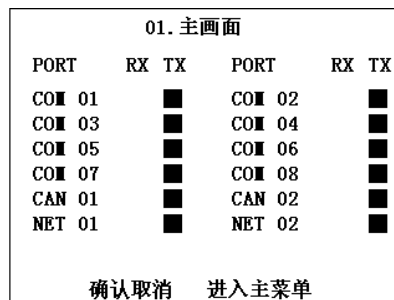 01.主画面
PORT RX TX PORT RX TX
COM 01 COM 02
COM 03 COM 04
COM 05 COM 06
COM 07 COM 08
CAN 01 CAN 02
NET 01 NET 02
确认取消 进入主菜单